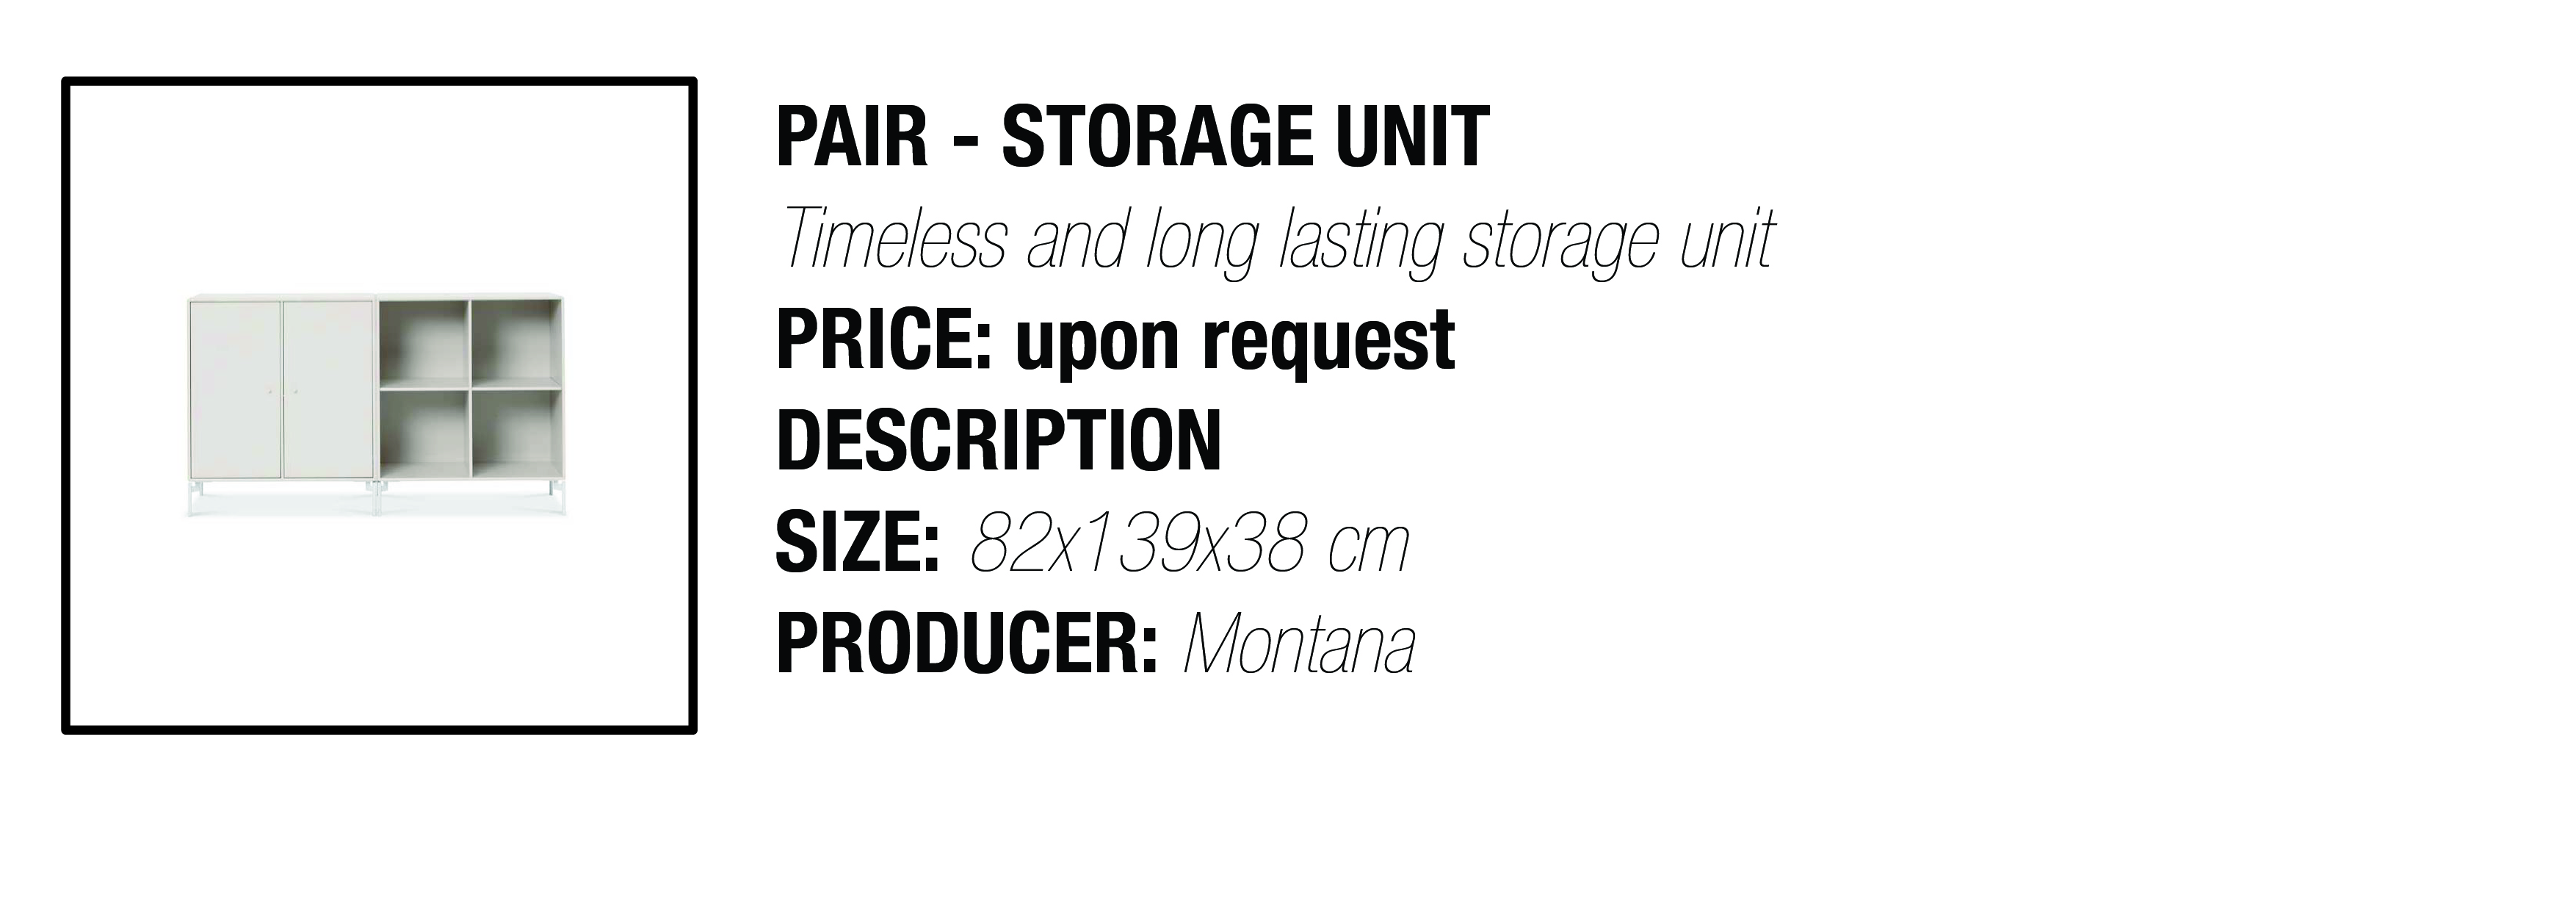 PAIR - STORAGE UNIT
Timeless and long lasting storage unit
PRICE: upon request
DESCRIPTION
SIZE: 82x139x38 cm
PRODUCER: Montana